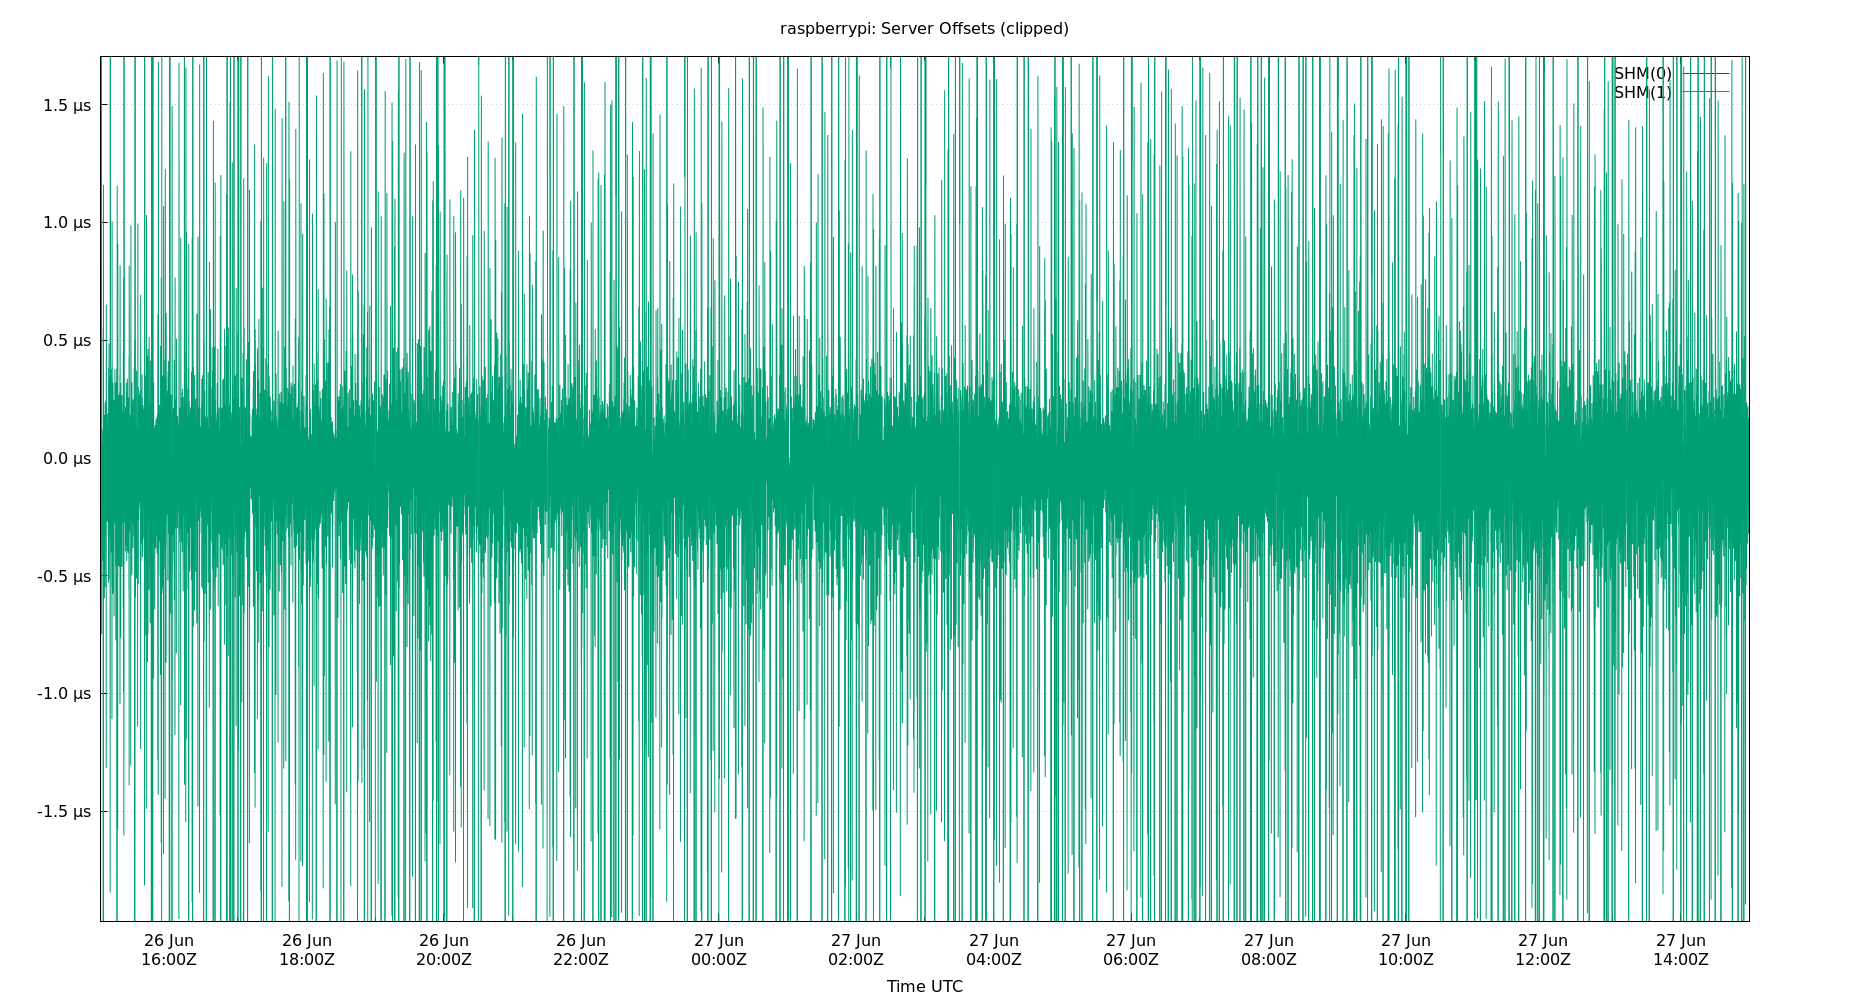 raspberrypi: Server Offsets (clipped)
SHM(0)
SHM(1)
1.5 µs
1.0 µs
0.5 µs
0.0 µs
-0.5 µs
-1.0 µs
-1.5 µs
26 Jun 26 Jun 26 Jun 26 Jun 27 Jun 27 Jun 27 Jun 27 Jun 27 Jun 27 Jun 27 Jun 27 Jun
16:00Z 18:00Z 20:00Z 22:00Z 00:00Z 02:00Z 04:00Z 06:00Z 08:00Z 10:00Z 12:00Z 14:00Z
Time UTC